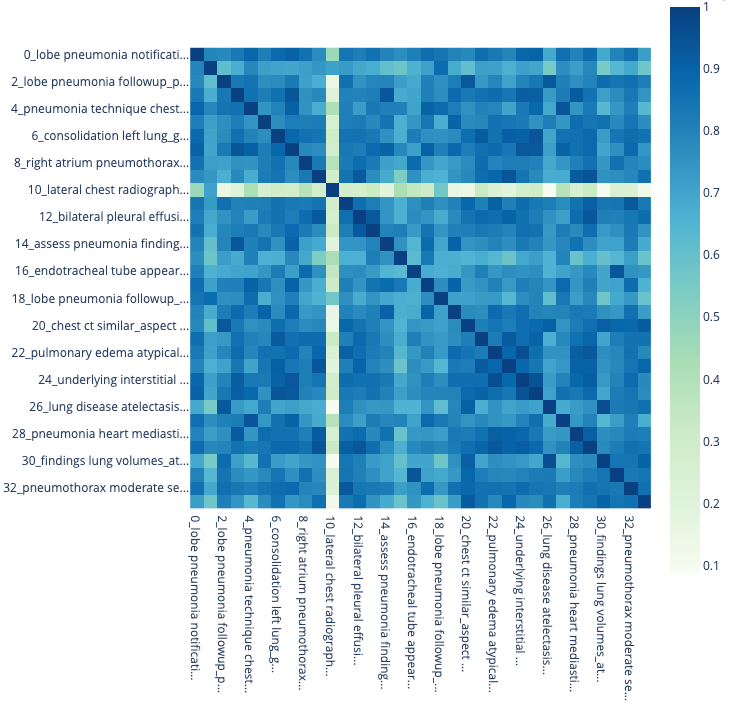 0_lobe pneumonia notificati...
2_lobe pneumonia followup_p...
4_pneumonia technique chest...
6_consolidation left lung_g...
8_right atrium pneumothorax...
10_lateral chest radiograph...
12_bilateral pleural effusi...
14_assess pneumonia finding...
16_endotracheal tube appear...
18_lobe pneumonia followup_...
20_chest ct similar_aspect ...
22_pulmonary edema atypical...
24_underlying interstitial ...
26_lung disease atelectasis...
28_pneumonia heart mediasti...
30_findings lung volumes_at...
32_pneumothorax moderate se...
0_lobe pneumonia notificati...
2_lobe pneumonia followup_p...
4_pneumonia technique chest...
6_consolidation left lung_g...
8_right atrium pneumothorax...
10_lateral chest radiograph...
12_bilateral pleural effusi...
14_assess pneumonia finding...
16_endotracheal tube appear...
18_lobe pneumonia followup_...
20_chest ct similar_aspect ...
22_pulmonary edema atypical...
24_underlying interstitial ...
26_lung disease atelectasis...
28_pneumonia heart mediasti...
30_findings lung volumes_at...
32_pneumothorax moderate se...
1
0.9
0.8
0.7
0.6
0.5
0.4
0.3
0.2
0.1